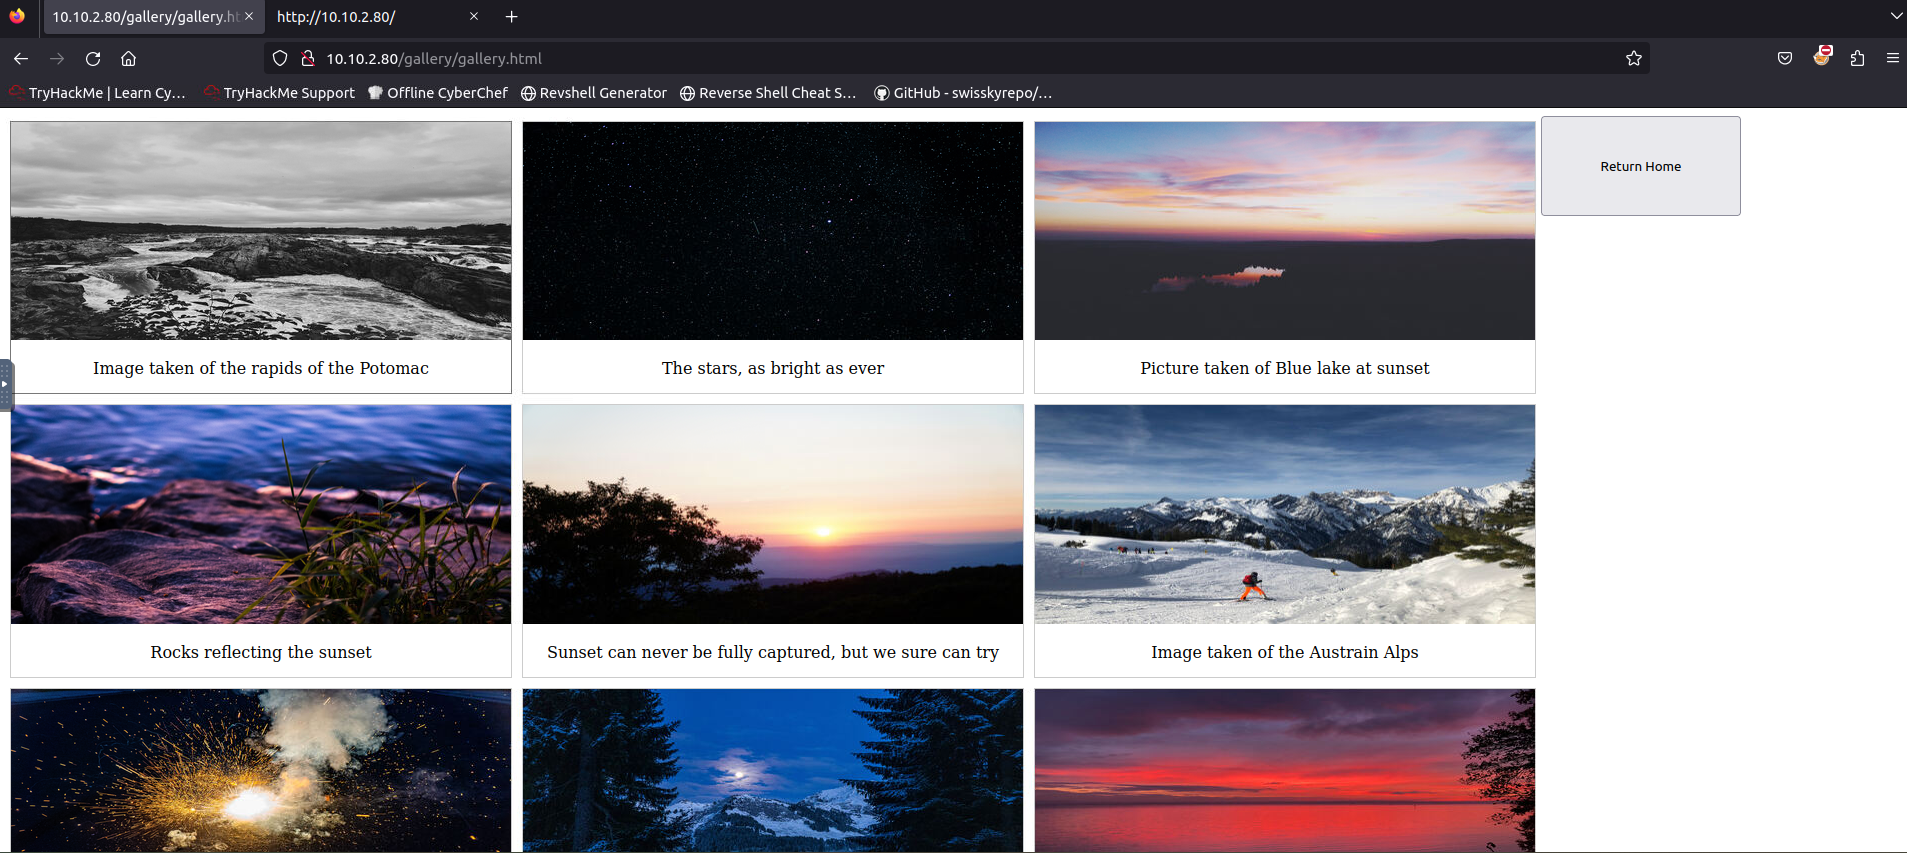 10.10.2.80/gallery/gallery.ht
http://10.10.2.80/
10.10.2.80/gallery/gallery.html
TryHackMe | Learn Cy… TryHackMe Support Offline CyberChef Revshell Generator Reverse Shell Cheat S… GitHub - swisskyrepo/…
Return Home
Image taken of the rapids of the Potomac
The stars, as bright as ever
Picture taken of Blue lake at sunset
Rocks reflecting the sunset
Sunset can never be fully captured, but we sure can try
Image taken of the Austrain Alps